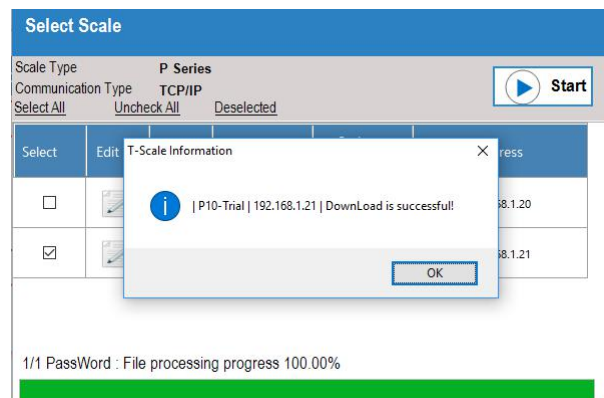 Select Scale
Scale Type P Series
Communication Type TCP/IP
Start
Select All Uncheck All Deselected
Select Edit
T-Scale Information
ress
| P10-Trial | 192.168.1.21 | DownLoad is successful!
58.1.20
58.1.21
OK
1/1 PassWord : File processing progress 100.00%